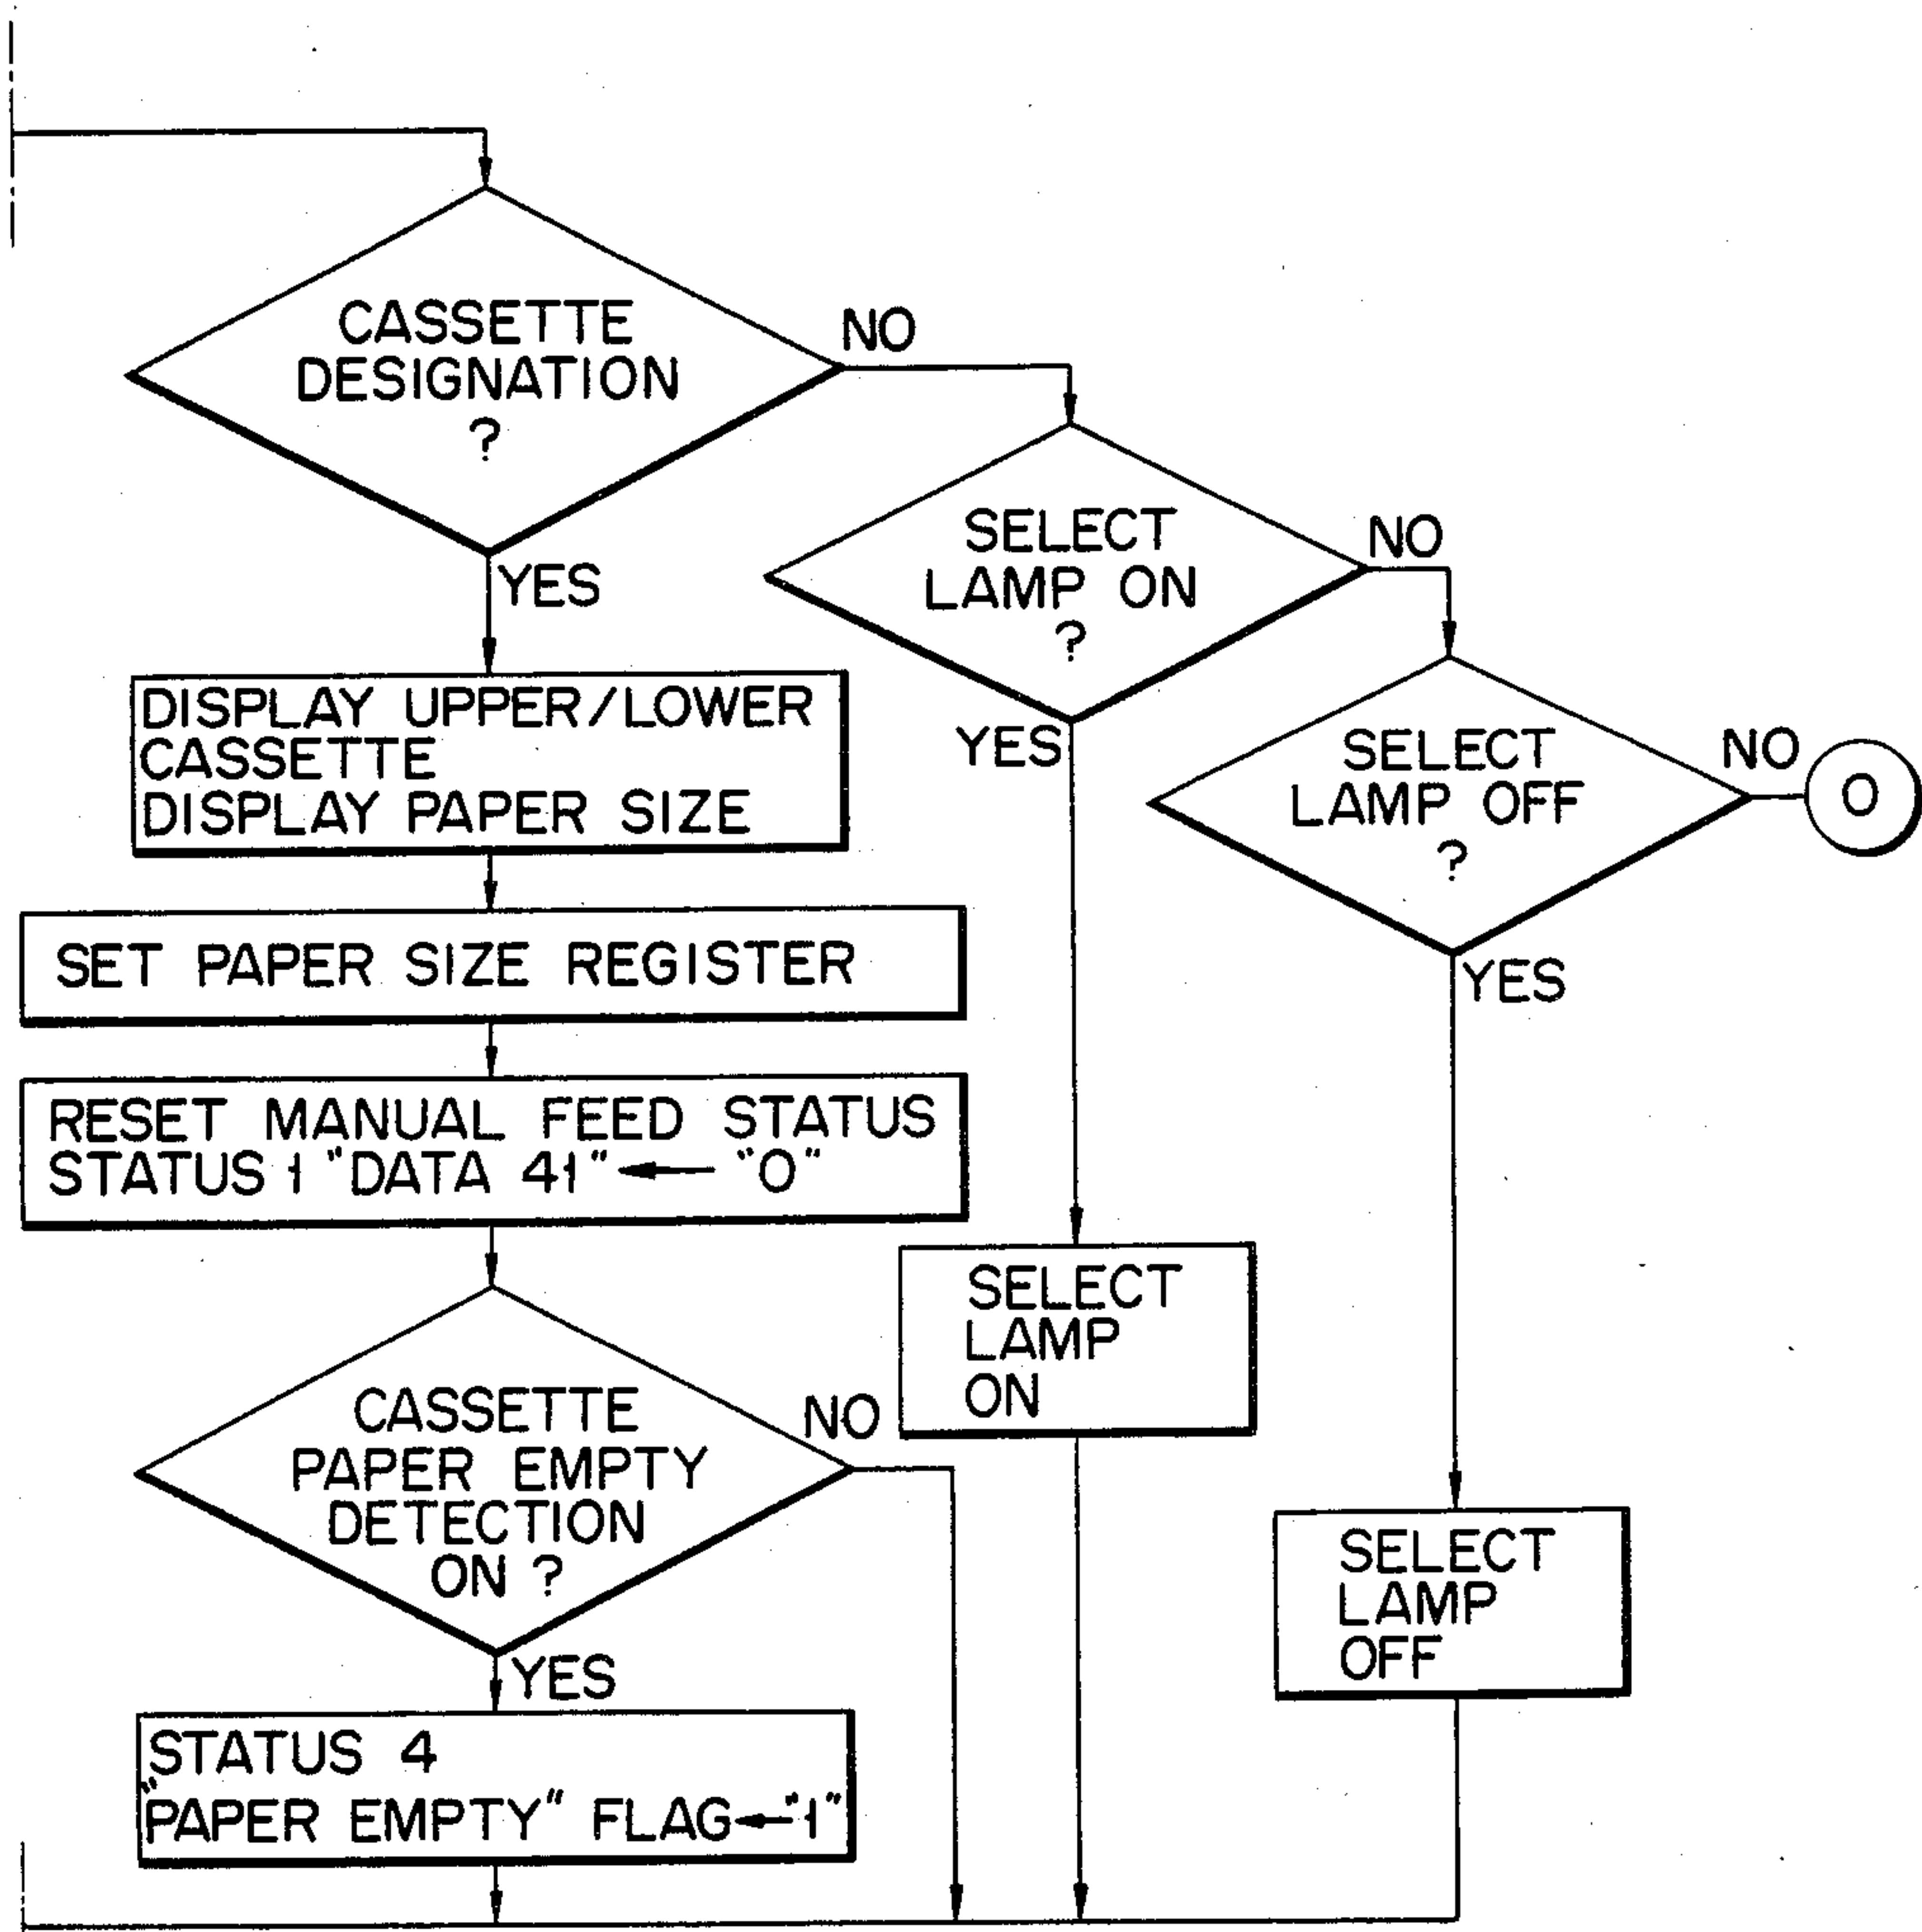 CASSETTE
DESIGNATION
?
NO
YES
SELECT
LAMP ON
?
NO
YES
SELECT
LAMP OFF
?
NO
O
YES
DISPLAY UPPER/LOWER
CASSETTE
DISPLAY PAPER SIZE
SET PAPER SIZE REGISTER
RESET MANUAL FEED STATUS
STATUS 1 "DATA 41" ← "0"
CASSETTE
PAPER EMPTY
DETECTION
ON ?
NO
YES
SELECT
LAMP
ON
SELECT
LAMP
OFF
STATUS 4
"PAPER EMPTY" FLAG←"1"